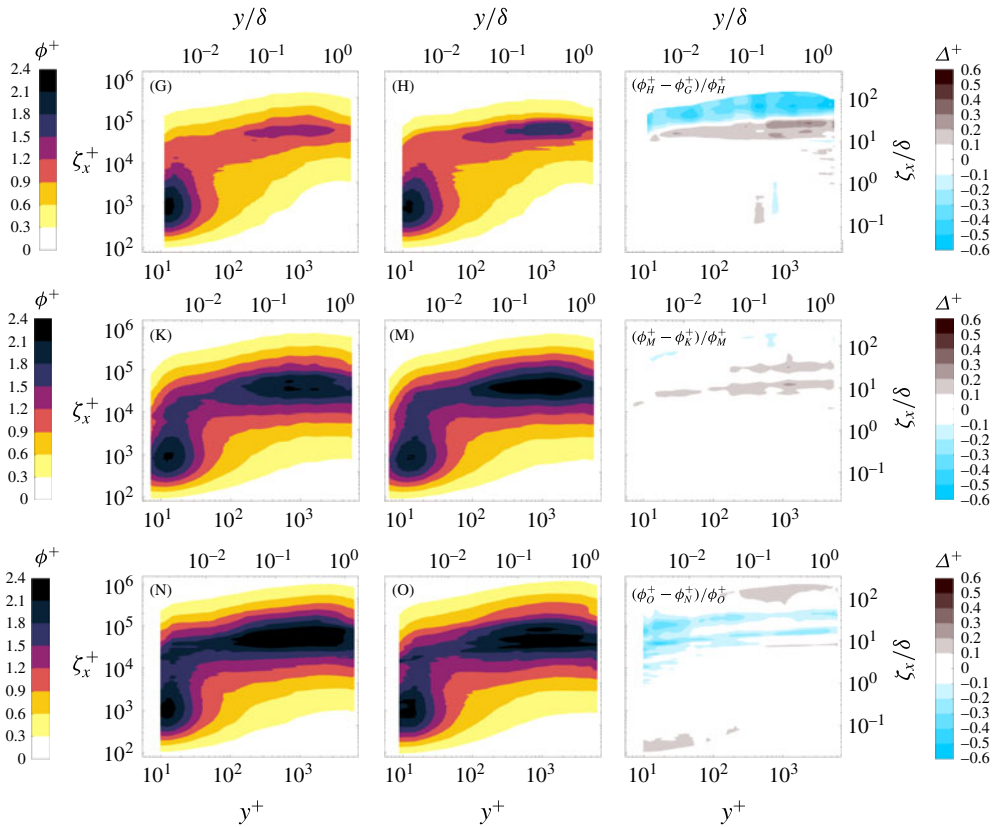 y/δ y/δ
ϕ⁺ 10⁻² 10⁻¹ 10⁰ 10⁻² 10⁻¹ 10⁰ Δ⁺
2.4 2.1 1.8 1.5 1.2 0.9 0.6 0.3 0
ζₓ⁺
10⁶ 10⁵ 10⁴ 10³ 10²
(G) (H) (ϕ_H⁺ − ϕ_G⁺)/ϕ_H⁺
10² 10¹ 10⁰ 10⁻¹
ζₓ/δ
0.6 0.5 0.4 0.3 0.2 0.1 0 −0.1 −0.2 −0.3 −0.4 −0.5 −0.6
10¹ 10² 10³ 10¹ 10² 10³ 10¹ 10² 10³
ϕ⁺ 10⁻² 10⁻¹ 10⁰ 10⁻² 10⁻¹ 10⁰ 10⁻² 10⁻¹ 10⁰ Δ⁺
2.4 2.1 1.8 1.5 1.2 0.9 0.6 0.3 0
ζₓ⁺
10⁶ 10⁵ 10⁴ 10³ 10²
(K) (M) (ϕ_M⁺ − ϕ_K⁺)/ϕ_M⁺
10² 10¹ 10⁰ 10⁻¹
ζₓ/δ
0.6 0.5 0.4 0.3 0.2 0.1 0 −0.1 −0.2 −0.3 −0.4 −0.5 −0.6
10¹ 10² 10³ 10¹ 10² 10³ 10¹ 10² 10³
ϕ⁺ 10⁻² 10⁻¹ 10⁰ 10⁻² 10⁻¹ 10⁰ 10⁻² 10⁻¹ 10⁰ Δ⁺
2.4 2.1 1.8 1.5 1.2 0.9 0.6 0.3 0
ζₓ⁺
10⁶ 10⁵ 10⁴ 10³ 10²
(N) (O) (ϕ_O⁺ − ϕ_N⁺)/ϕ_O⁺
10² 10¹ 10⁰ 10⁻¹
ζₓ/δ
0.6 0.5 0.4 0.3 0.2 0.1 0 −0.1 −0.2 −0.3 −0.4 −0.5 −0.6
10¹ 10² 10³ 10¹ 10² 10³ 10¹ 10² 10³
y⁺ y⁺ y⁺